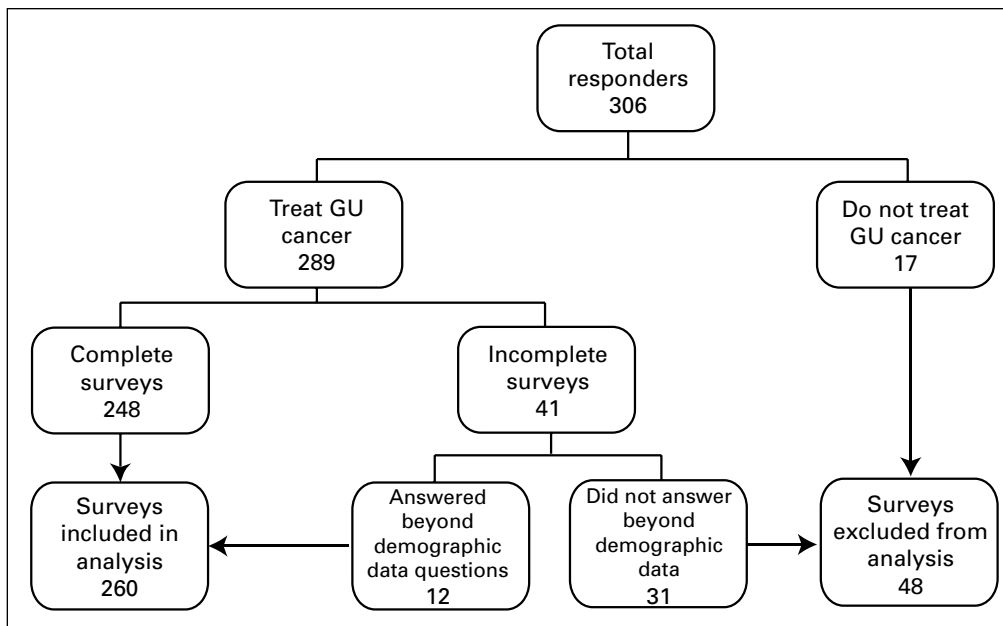 Total
responders
306
Treat GU
cancer
289
Do not treat
GU cancer
17
Complete
surveys
248
Incomplete
surveys
41
Surveys
included in
analysis
260
Answered
beyond
demographic
data questions
12
Did not answer
beyond
demographic
data
31
Surveys
excluded from
analysis
48